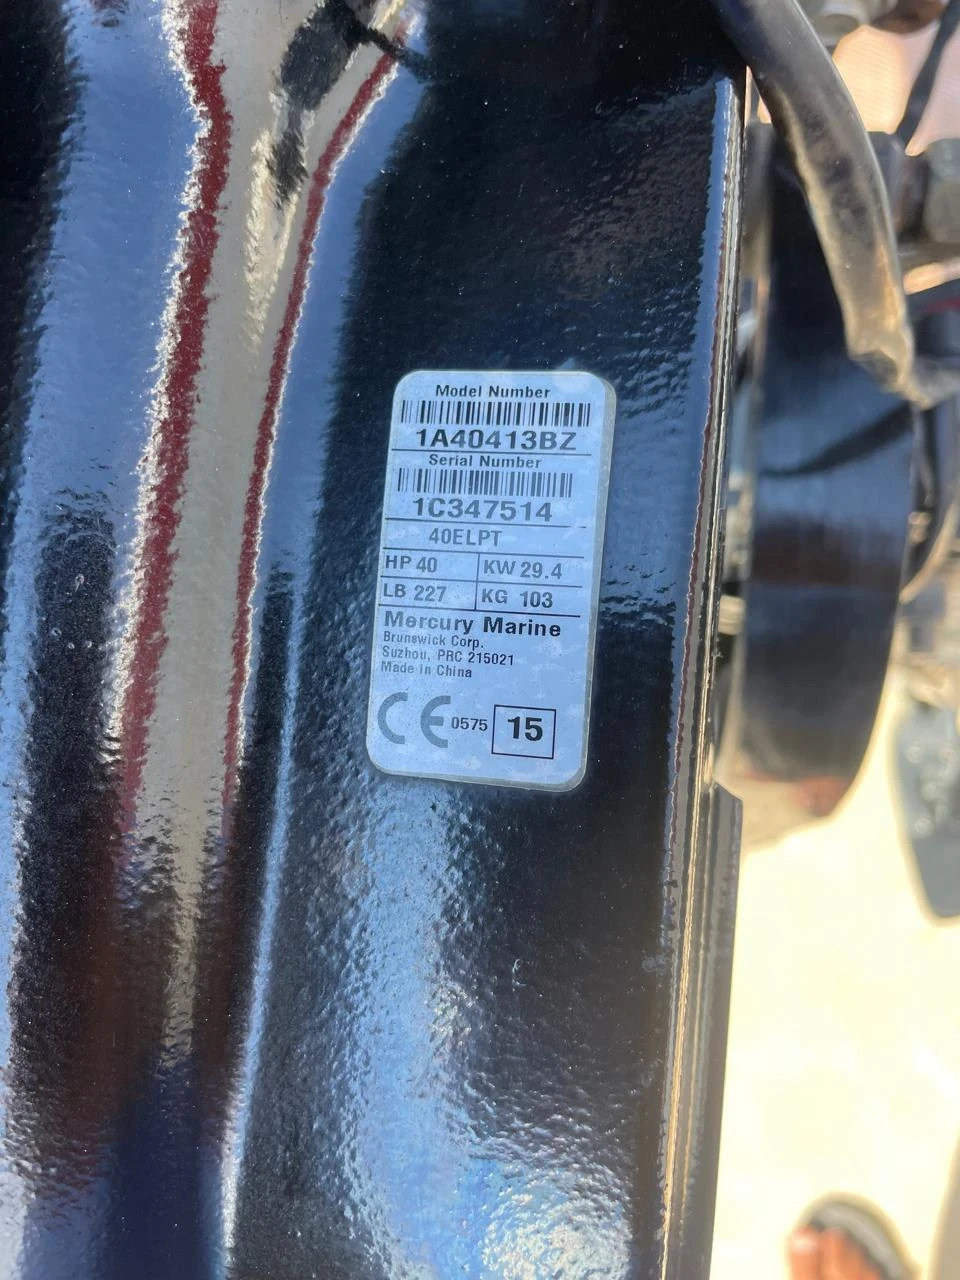 Model Number
1A40413BZ
Serial Number
1C347514
40ELPT
HP 40 KW 29.4
LB 227 KG 103
Mercury Marine
Brunswick Corp.
Suzhou, PRC 215021
Made in China
CE 0575 15